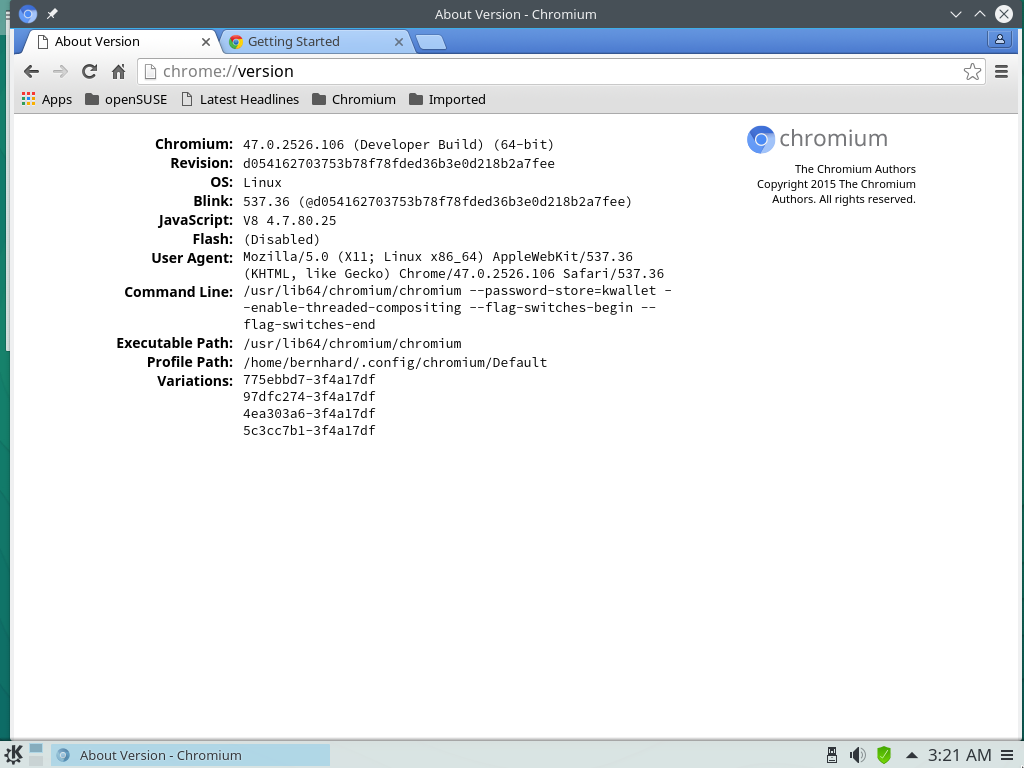 About Version - Chromium
About Version
Getting Started
chrome://version
Apps openSUSE Latest Headlines Chromium Imported
chromium
The Chromium Authors
Copyright 2015 The Chromium
Authors. All rights reserved.
Chromium: 47.0.2526.106 (Developer Build) (64-bit)
Revision: d054162703753b78f78fded36b3e0d218b2a7fee
OS: Linux
Blink: 537.36 (@d054162703753b78f78fded36b3e0d218b2a7fee)
JavaScript: V8 4.7.80.25
Flash: (Disabled)
User Agent: Mozilla/5.0 (X11; Linux x86_64) AppleWebKit/537.36
(KHTML, like Gecko) Chrome/47.0.2526.106 Safari/537.36
Command Line: /usr/lib64/chromium/chromium --password-store=kwallet -
-enable-threaded-compositing --flag-switches-begin --
flag-switches-end
Executable Path: /usr/lib64/chromium/chromium
Profile Path: /home/bernhard/.config/chromium/Default
Variations: 775ebbd7-3f4a17df
97dfc274-3f4a17df
4ea303a6-3f4a17df
5c3cc7b1-3f4a17df
About Version - Chromium
3:21 AM